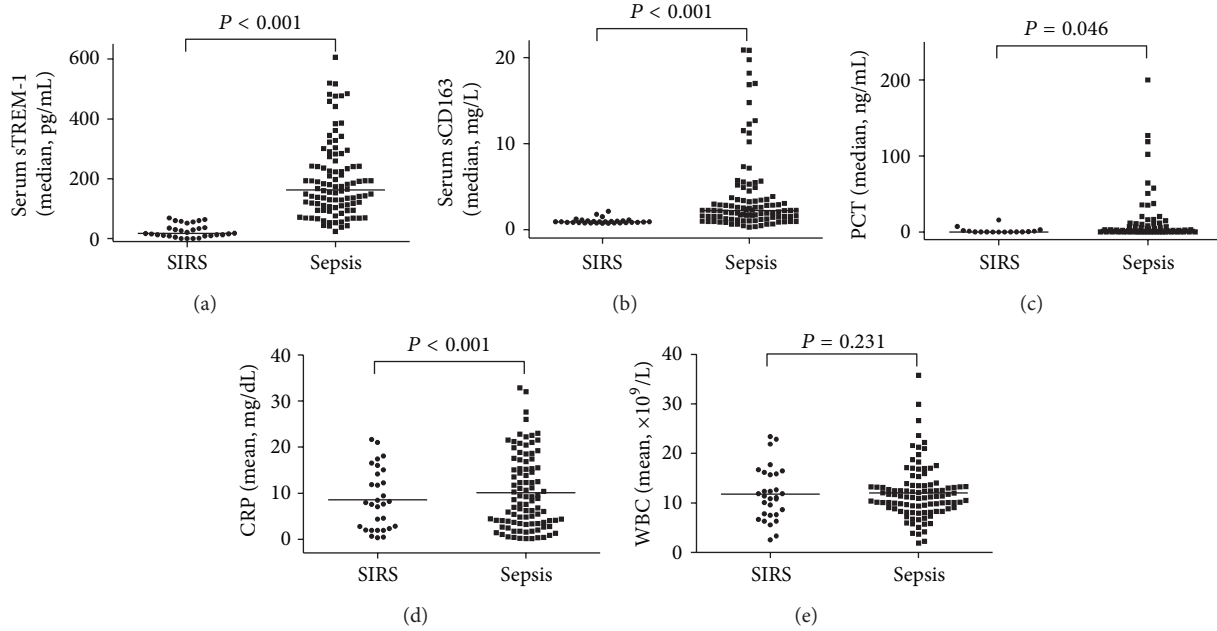 P < 0.001
Serum sTREM-1
(median, pg/mL)
600
400
200
0
SIRS
Sepsis
(a)
P < 0.001
Serum sCD163
(median, mg/L)
20
10
0
SIRS
Sepsis
(b)
P = 0.046
PCT (median, ng/mL)
200
100
0
SIRS
Sepsis
(c)
P < 0.001
CRP (mean, mg/dL)
40
30
20
10
0
SIRS
Sepsis
(d)
P = 0.231
WBC (mean, ×10⁹/L)
40
30
20
10
0
SIRS
Sepsis
(e)